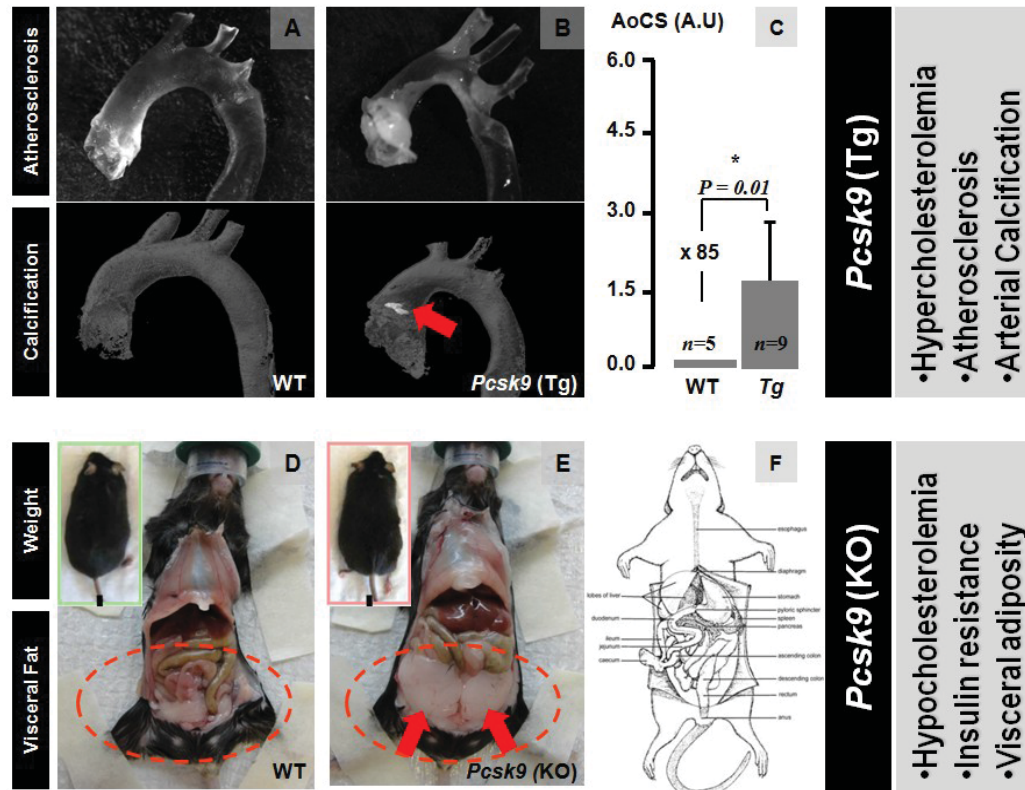 Atherosclerosis
A
B
AoCS (A.U)
C
6.0
4.5
3.0
1.5
0.0
*
P = 0.01
x 85
n=5
n=9
WT
Tg
Calcification
WT
Pcsk9 (Tg)
Pcsk9 (Tg)
•Hypercholesterolemia
•Atherosclerosis
•Arterial Calcification
Weight
Visceral Fat
D
WT
E
Pcsk9 (KO)
F
esophagus
diaphragm
lobes of liver
stomach
pyloric sphincter
duodenum
spleen
pancreas
ileum
jejunum
caecum
ascending colon
descending colon
rectum
anus
Pcsk9 (KO)
•Hypocholesterolemia
•Insulin resistance
•Visceral adiposity